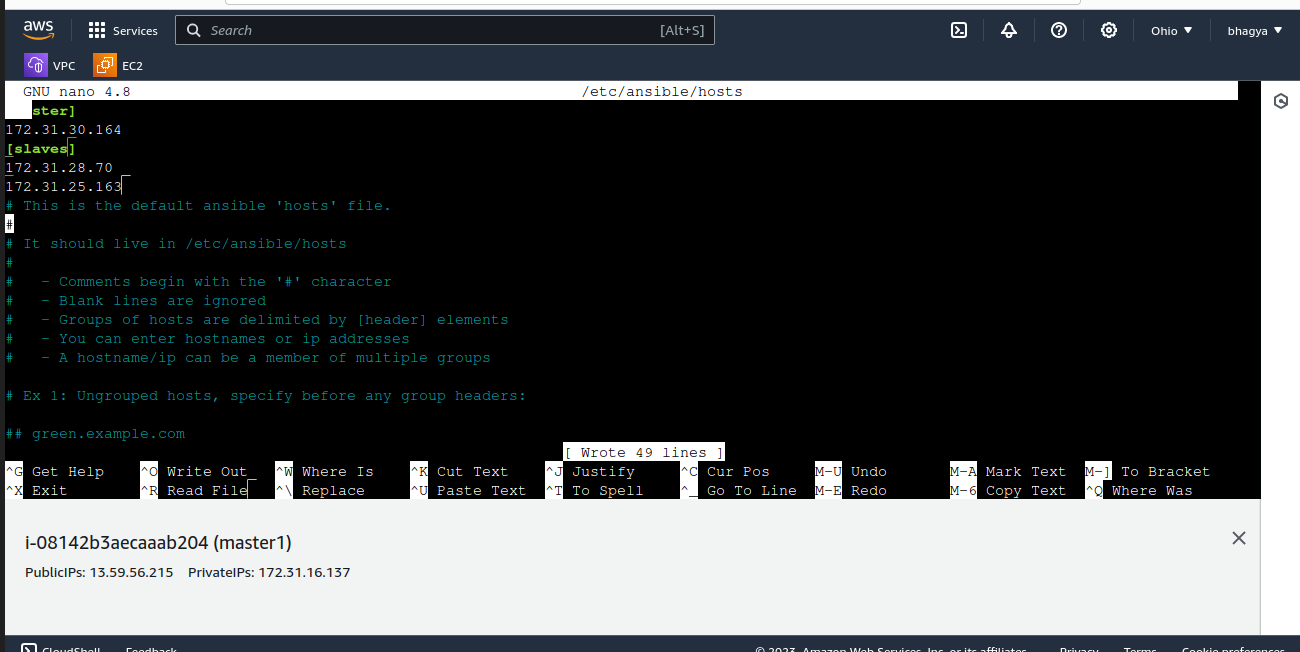 aws Services Search [Alt+S] Ohio bhagya
VPC EC2
GNU nano 4.8 /etc/ansible/hosts
ster]
172.31.30.164
[slaves]
172.31.28.70
172.31.25.163
# This is the default ansible 'hosts' file.
#
# It should live in /etc/ansible/hosts
#
# - Comments begin with the '#' character
# - Blank lines are ignored
# - Groups of hosts are delimited by [header] elements
# - You can enter hostnames or ip addresses
# - A hostname/ip can be a member of multiple groups
# Ex 1: Ungrouped hosts, specify before any group headers:
## green.example.com
[ Wrote 49 lines ]
^G Get Help ^O Write Out ^W Where Is ^K Cut Text ^J Justify ^C Cur Pos M-U Undo M-A Mark Text M-] To Bracket
^X Exit ^R Read File ^\ Replace ^U Paste Text ^T To Spell ^_ Go To Line M-E Redo M-6 Copy Text ^Q Where Was
i-08142b3aecaaab204 (master1)
PublicIPs: 13.59.56.215 PrivateIPs: 172.31.16.137
CloudShell Feedback © 2023, Amazon Web Services, Inc. or its affiliates. Privacy Terms Cookie preferences